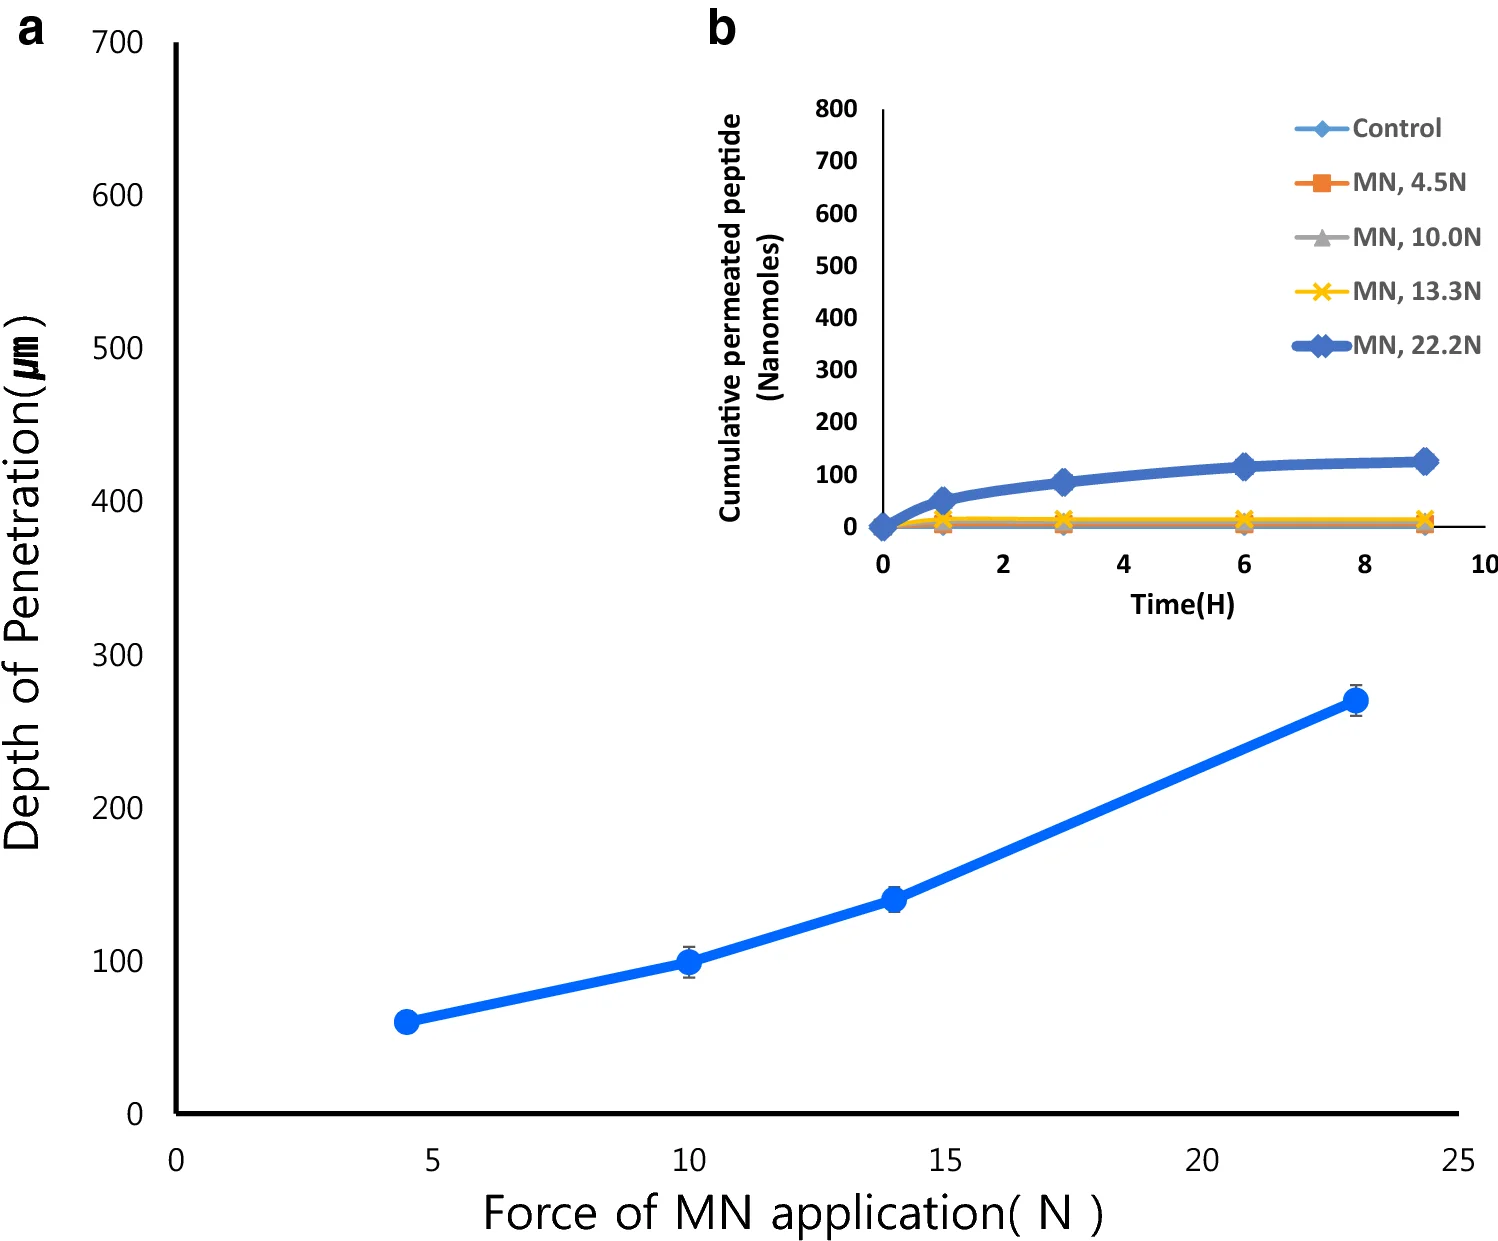 a
700
600
500
400
300
200
100
0
Depth of Penetration(㎛)
0 5 10 15 20 25
Force of MN application( N )
b
Cumulative permeated peptide
(Nanomoles)
800
700
600
500
400
300
200
100
0
0 2 4 6 8 10
Time(H)
Control
MN, 4.5N
MN, 10.0N
MN, 13.3N
MN, 22.2N